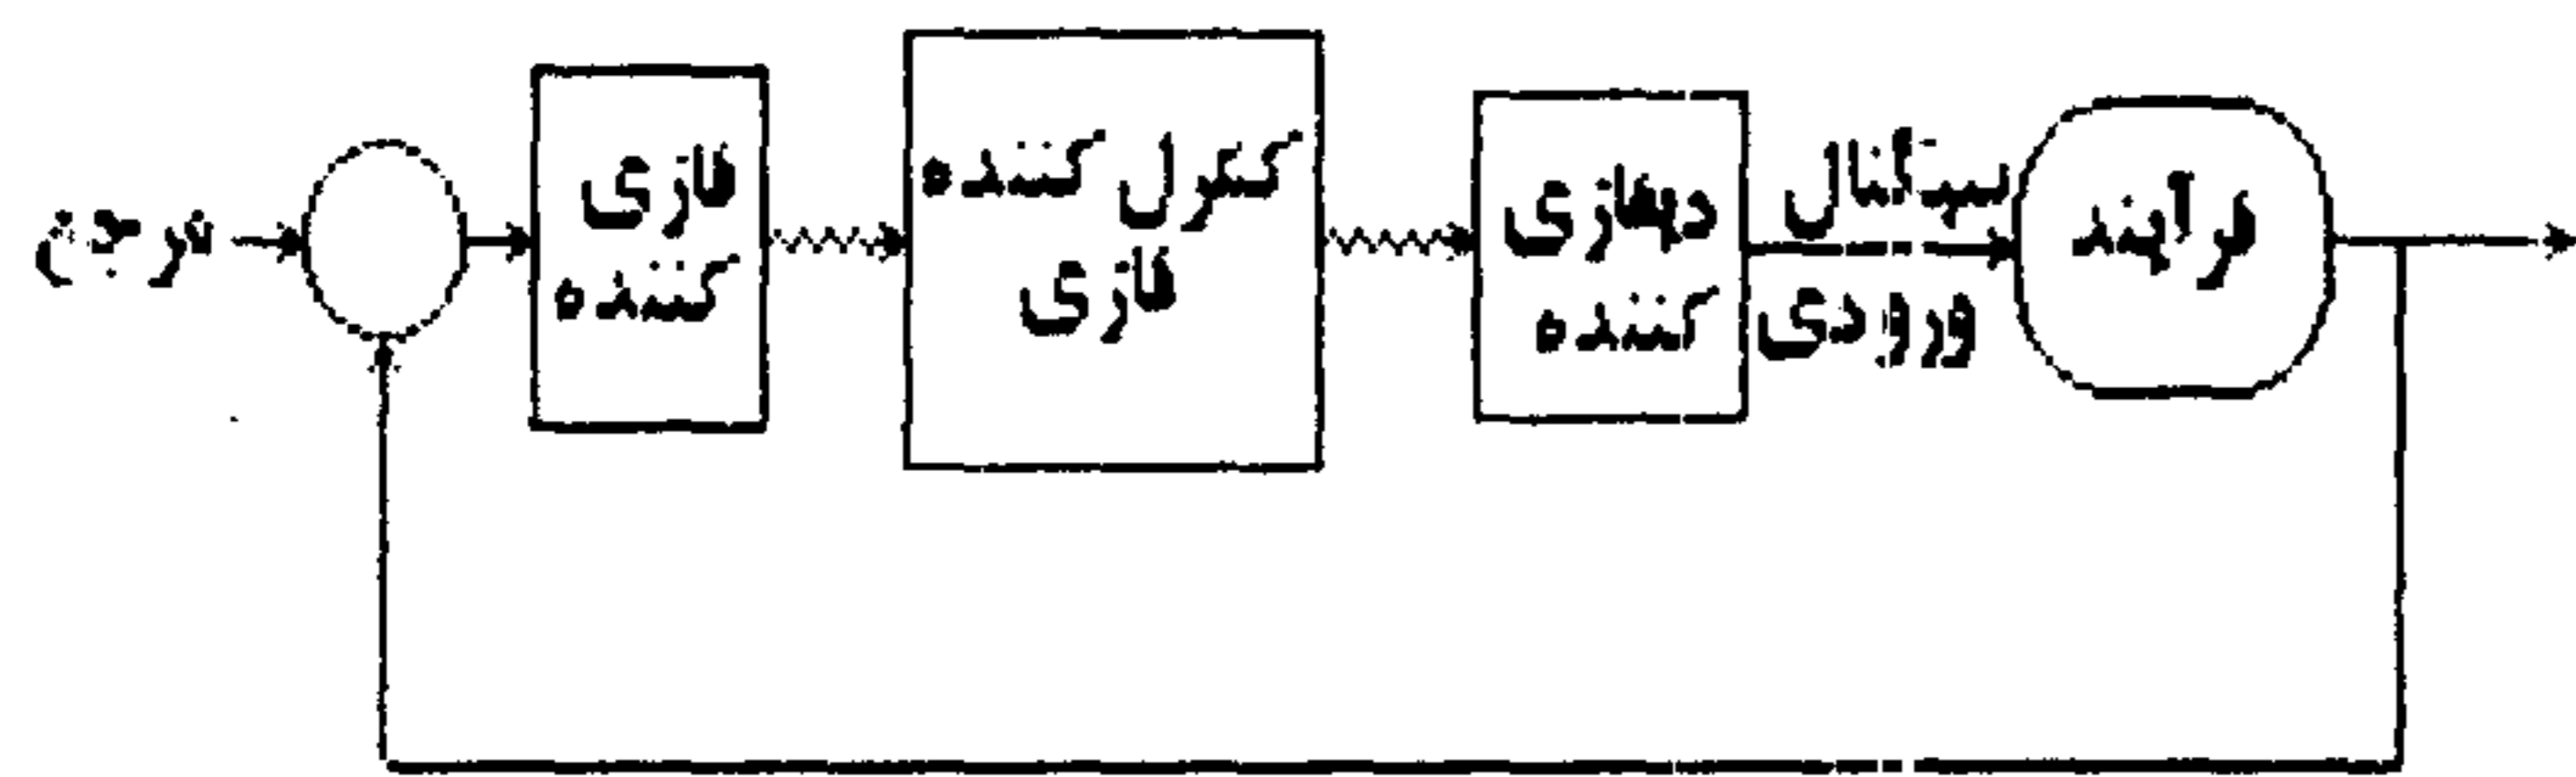 مرجع
فازی
کننده
کنترل کننده
فازی
دیفازی
کننده
سیگنال
ورودی
فرآیند